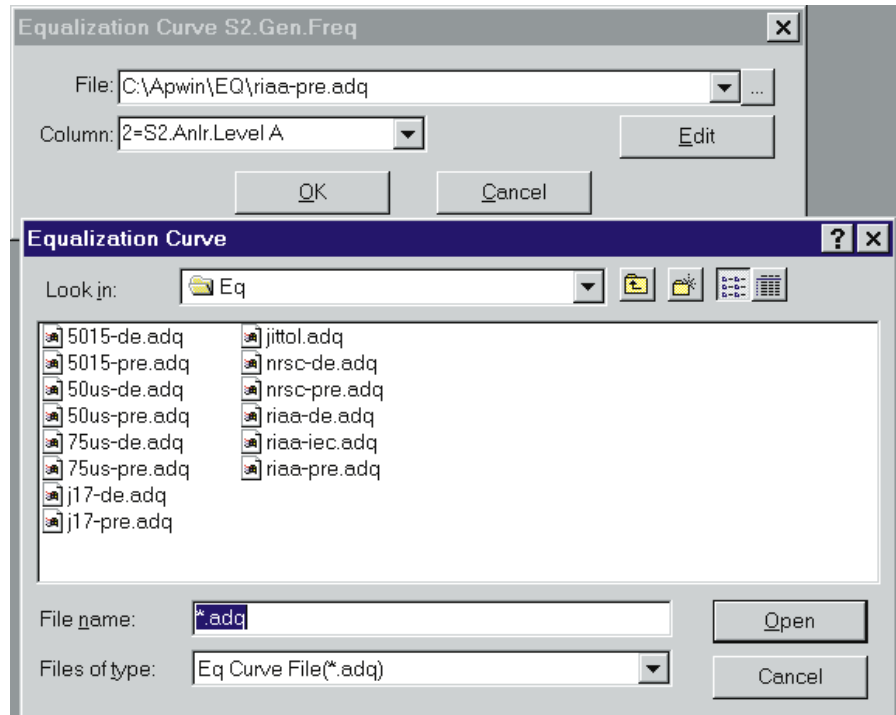 Equalization Curve S2.Gen.Freq
File: C:\Apwin\EQ\riaa-pre.adq ...
Column: 2=S2.Anlr.Level A Edit
OK Cancel
Equalization Curve
Look in: Eq
5015-de.adq jittol.adq
5015-pre.adq nrsc-de.adq
50us-de.adq nrsc-pre.adq
50us-pre.adq riaa-de.adq
75us-de.adq riaa-iec.adq
75us-pre.adq riaa-pre.adq
j17-de.adq
j17-pre.adq
File name: *.adq Open
Files of type: Eq Curve File(*.adq) Cancel